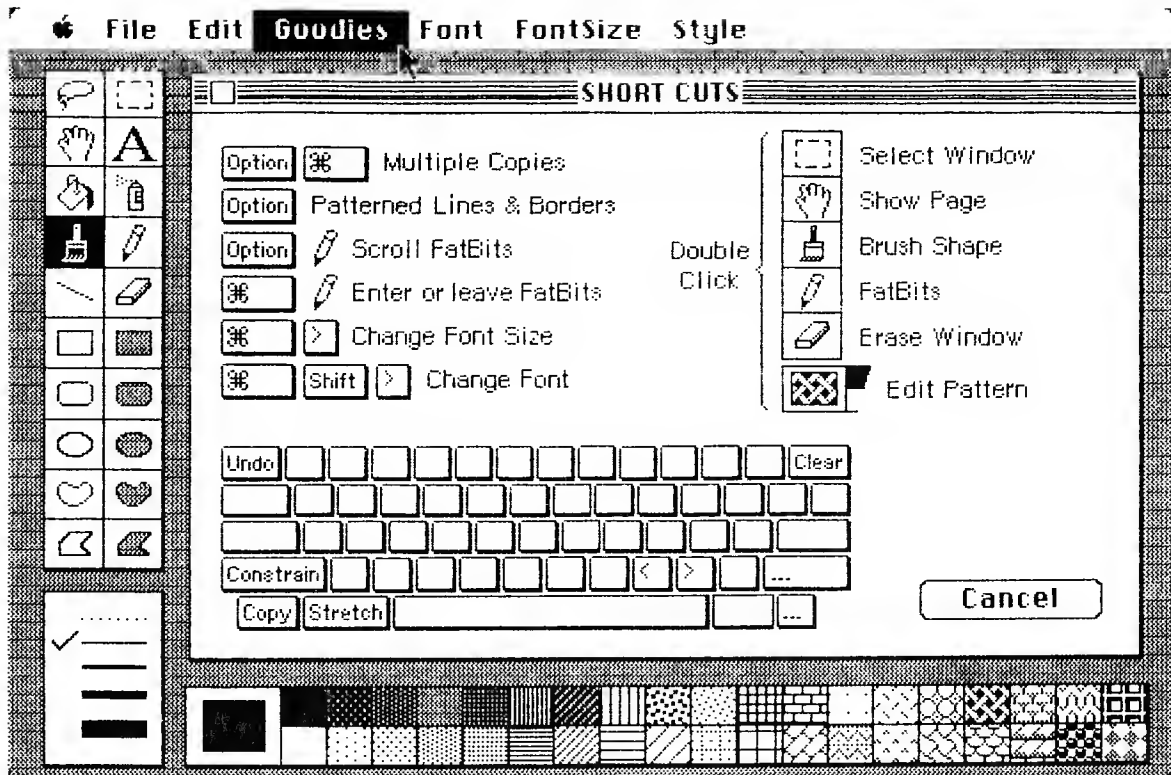 File Edit Goodies Font FontSize Style
SHORT CUTS
Option ⌘ Multiple Copies
Option Patterned Lines & Borders
Option Scroll FatBits
⌘ Enter or leave FatBits
⌘ > Change Font Size
⌘ Shift > Change Font
Double
Click
Select Window
Show Page
Brush Shape
FatBits
Erase Window
Edit Pattern
Undo Clear
Constrain < > ...
Copy Stretch ...
Cancel
A